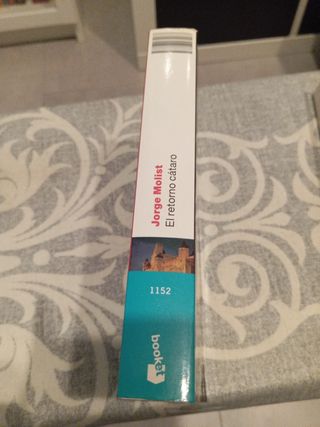 Jorge Molist
El retorno cátaro
1152
booket